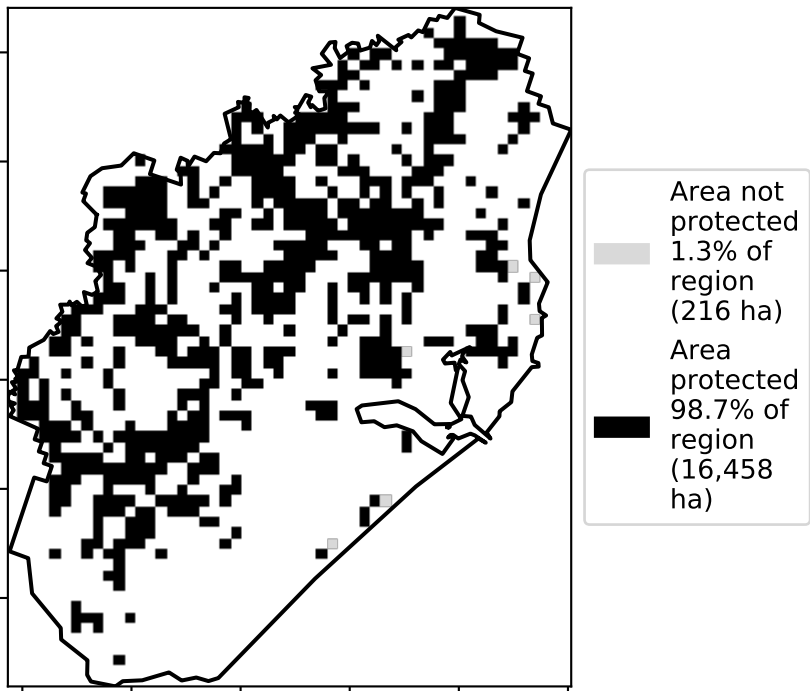 Area not
protected
1.3% of
region
(216 ha)
Area
protected
98.7% of
region
(16,458
ha)